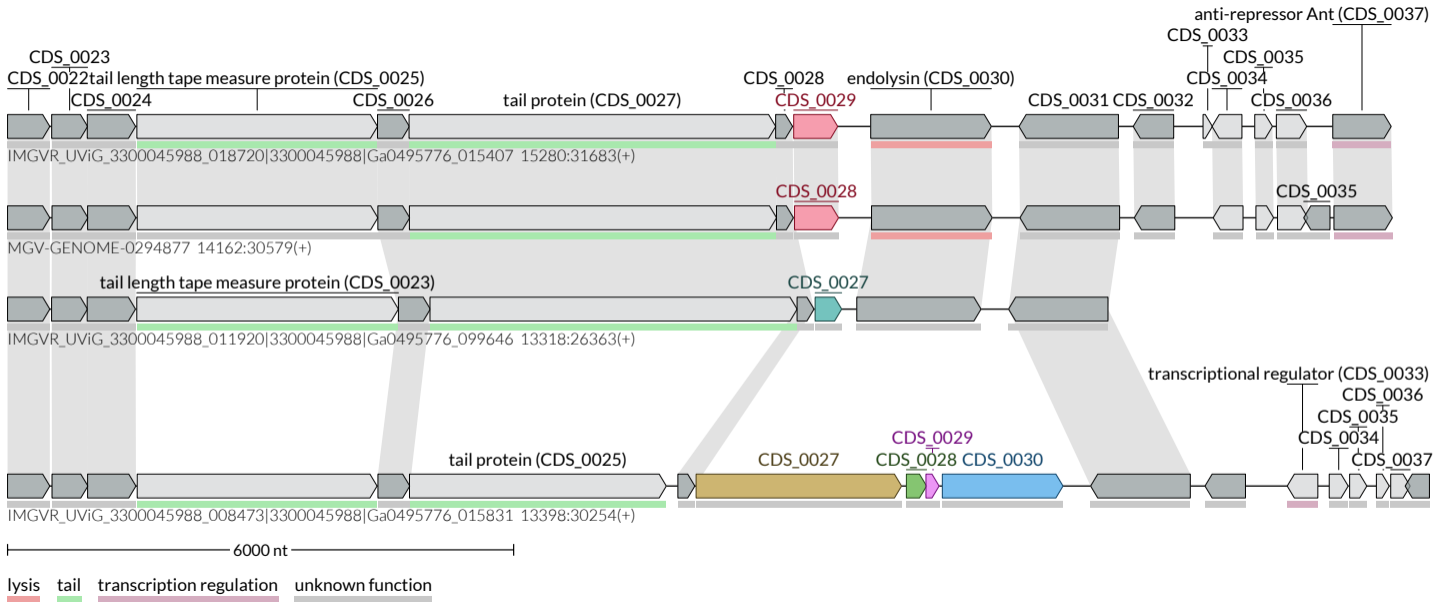 anti-repressor Ant (CDS_0037)
CDS_0033
CDS_0023
CDS_0035
CDS_0022 tail length tape measure protein (CDS_0025)
CDS_0028
endolysin (CDS_0030)
CDS_0034
CDS_0024
CDS_0026
tail protein (CDS_0027)
CDS_0029
CDS_0031 CDS_0032
CDS_0036
IMGVR_UViG_3300045988_018720|3300045988|Ga0495776_015407 15280:31683(+)
CDS_0028
CDS_0035
MGV-GENOME-0294877 14162:30579(+)
tail length tape measure protein (CDS_0023)
CDS_0027
IMGVR_UViG_3300045988_011920|3300045988|Ga0495776_099646 13318:26363(+)
transcriptional regulator (CDS_0033)
CDS_0036
CDS_0035
CDS_0029
CDS_0034
tail protein (CDS_0025)
CDS_0027
CDS_0028 CDS_0030
CDS_0037
IMGVR_UViG_3300045988_008473|3300045988|Ga0495776_015831 13398:30254(+)
6000 nt
lysis tail transcription regulation unknown function